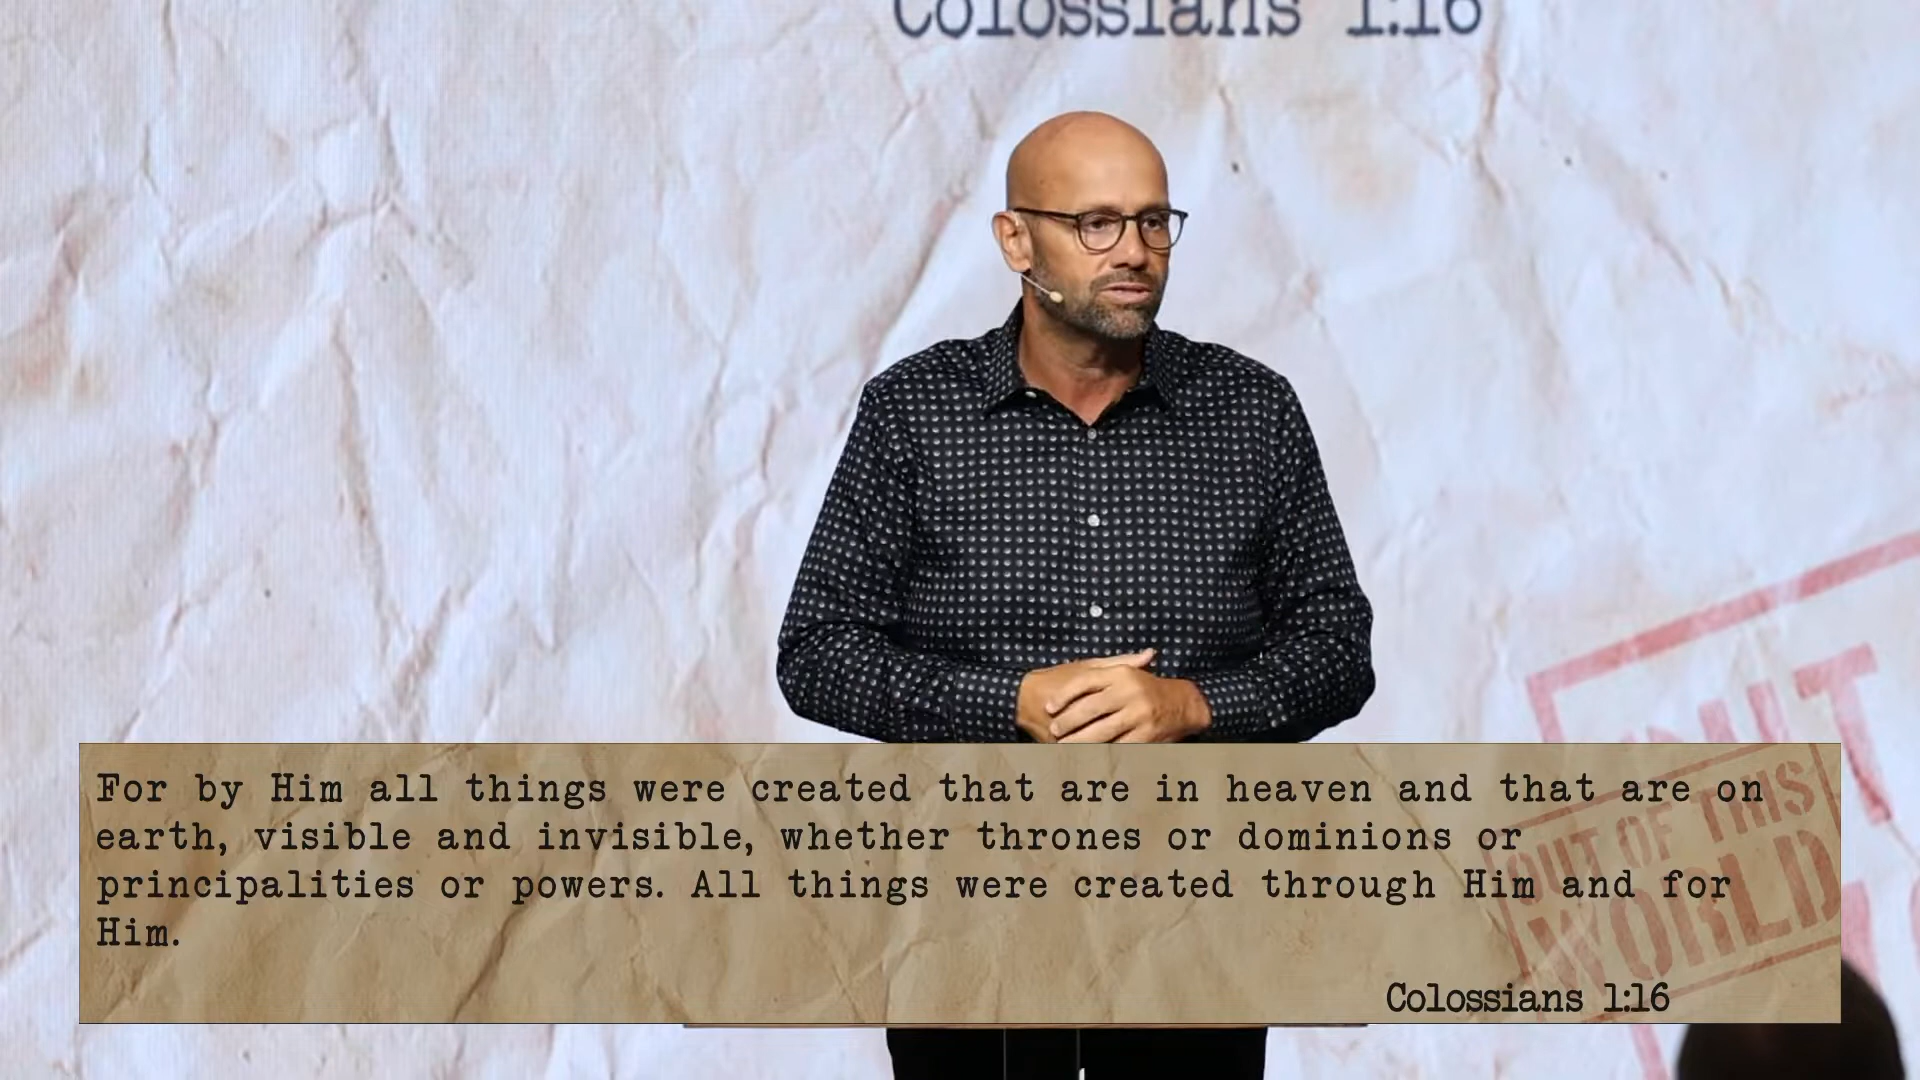 Colossians 1:16
For by Him all things were created that are in heaven and that are on
earth, visible and invisible, whether thrones or dominions or
principalities or powers. All things were created through Him and for
Him.
Colossians 1:16
OUT OF THIS
WORLD